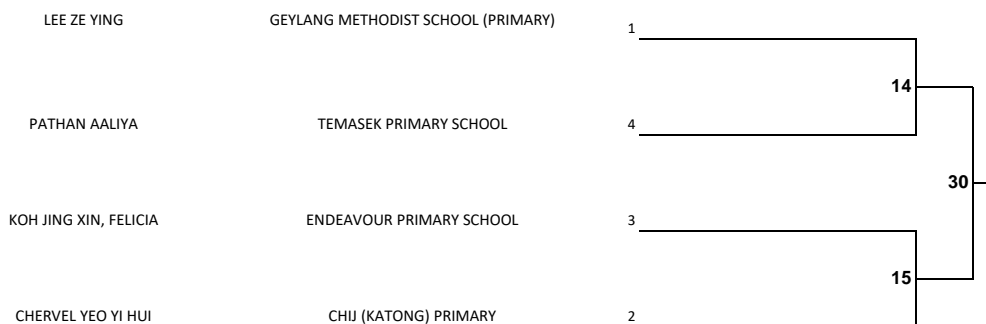 LEE ZE YING GEYLANG METHODIST SCHOOL (PRIMARY) 1
14
PATHAN AALIYA TEMASEK PRIMARY SCHOOL 4
30
KOH JING XIN, FELICIA ENDEAVOUR PRIMARY SCHOOL 3
15
CHERVEL YEO YI HUI CHIJ (KATONG) PRIMARY 2